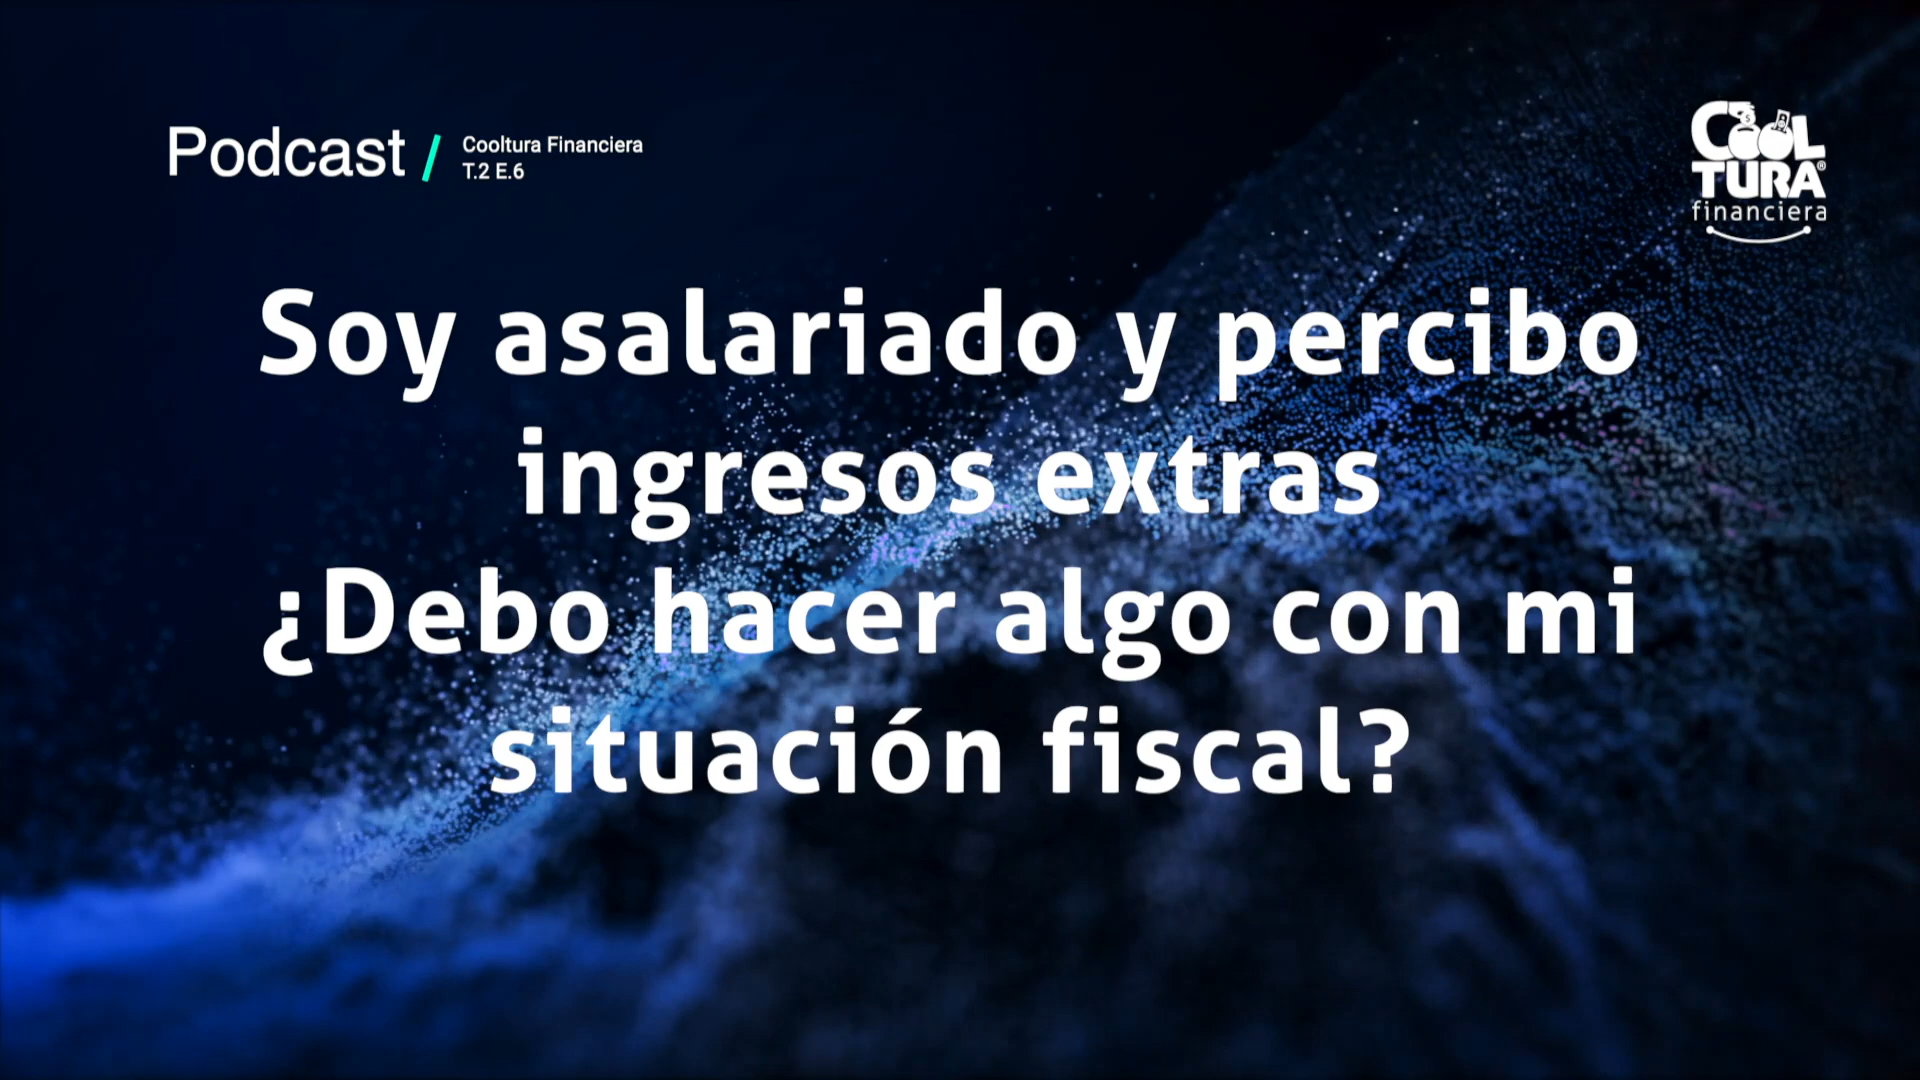 Podcast / Cooltura Financiera
T.2 E.6
COOL
TURA®
financiera
Soy asalariado y percibo
ingresos extras
¿Debo hacer algo con mi
situación fiscal?